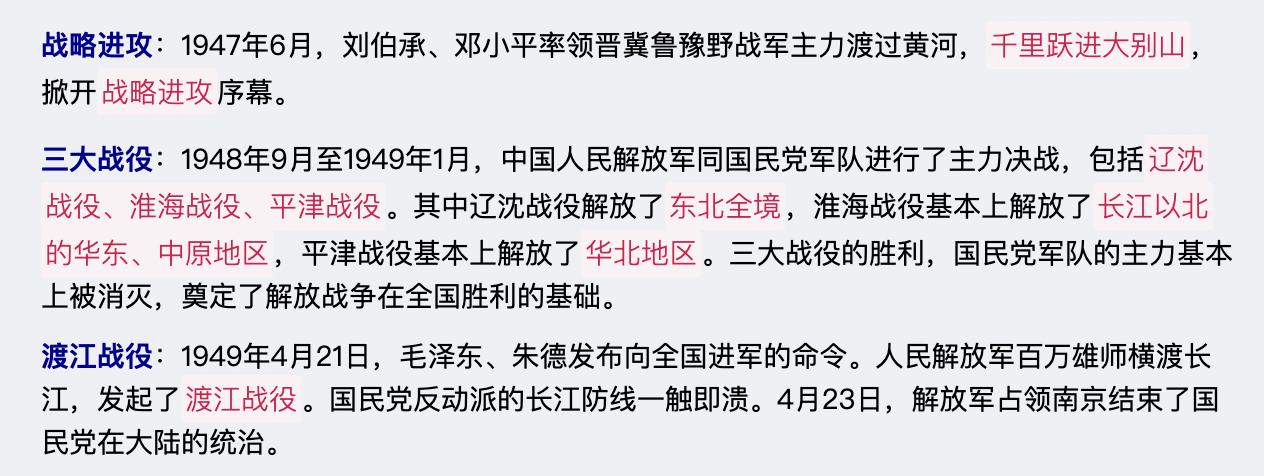 战略进攻：1947年6月，刘伯承、邓小平率领晋冀鲁豫野战军主力渡过黄河，千里跃进大别山，
掀开战略进攻序幕。
三大战役：1948年9月至1949年1月，中国人民解放军同国民党军队进行了主力决战，包括辽沈
战役、淮海战役、平津战役。其中辽沈战役解放了东北全境，淮海战役基本上解放了长江以北
的华东、中原地区，平津战役基本上解放了华北地区。三大战役的胜利，国民党军队的主力基本
上被消灭，奠定了解放战争在全国胜利的基础。
渡江战役：1949年4月21日，毛泽东、朱德发布向全国进军的命令。人民解放军百万雄师横渡长
江，发起了渡江战役。国民党反动派的长江防线一触即溃。4月23日，解放军占领南京结束了国
民党在大陆的统治。